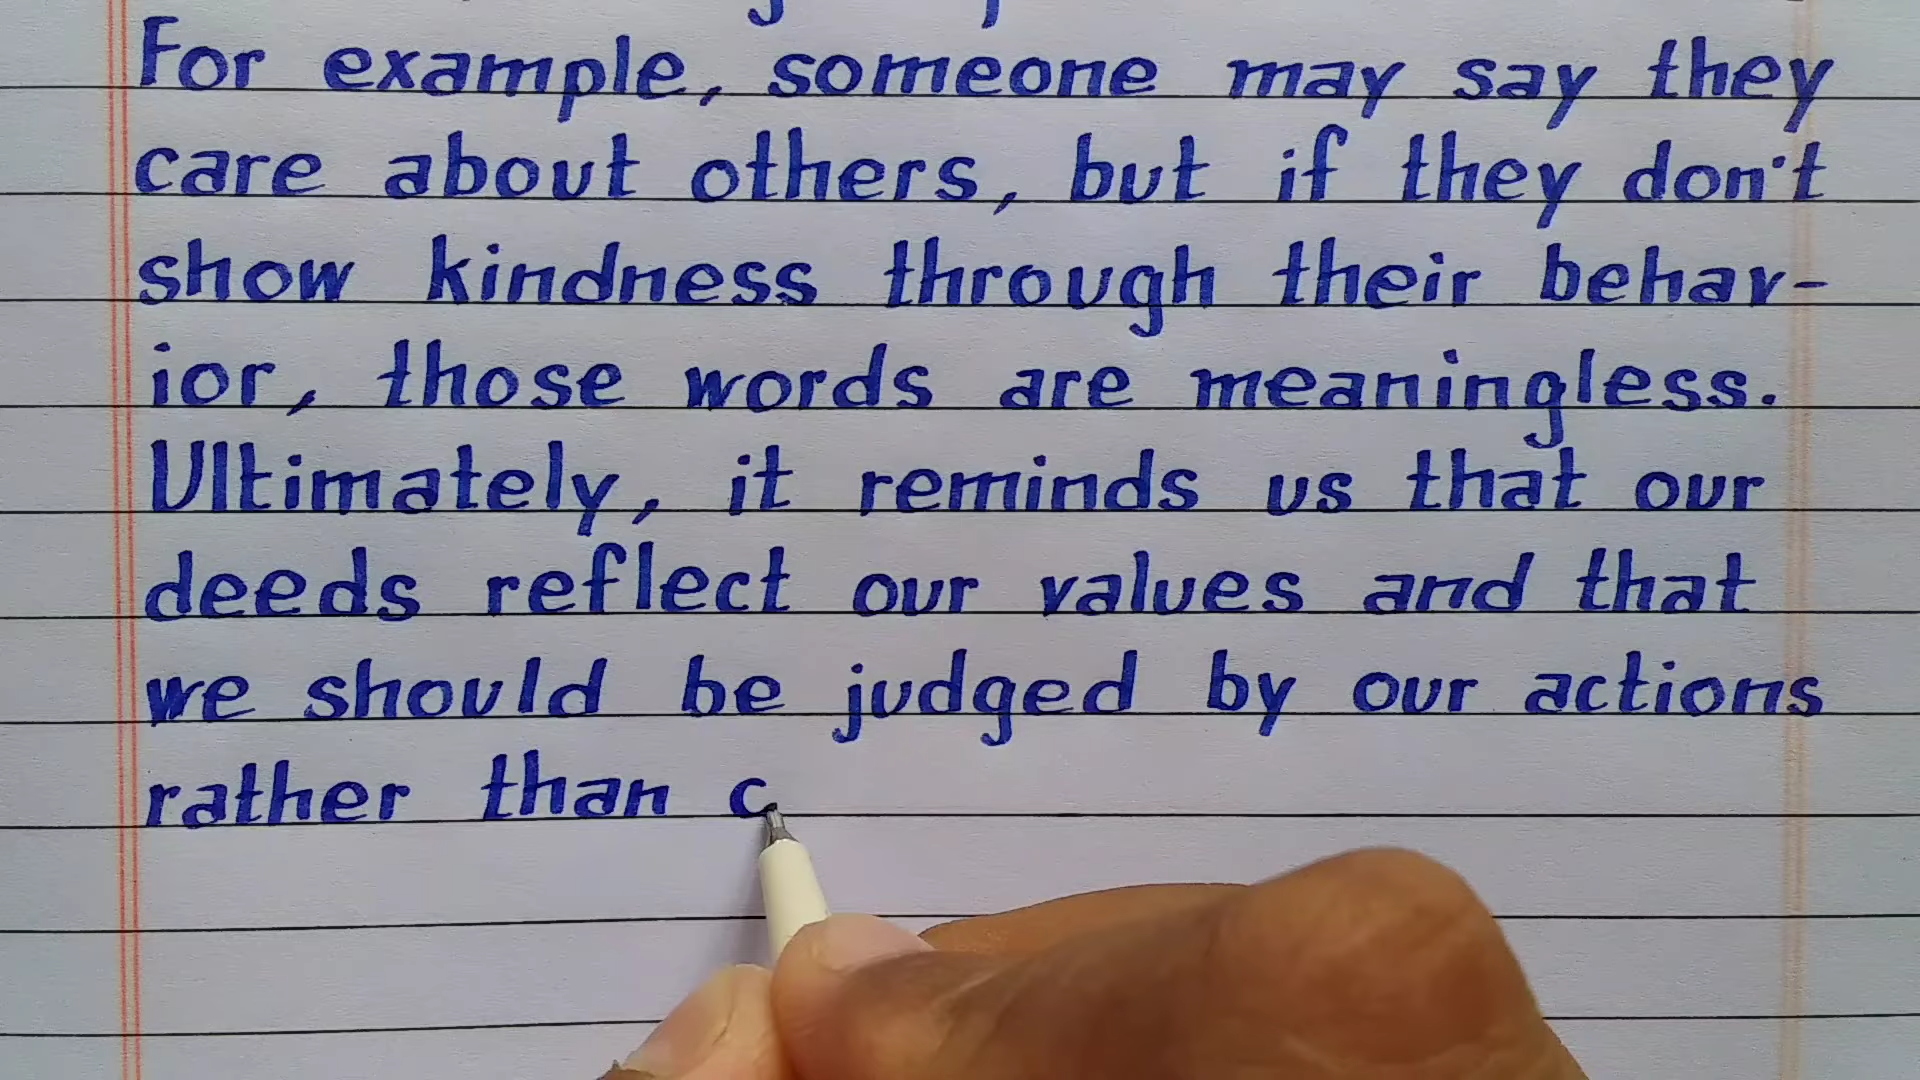 For example, someone may say they
care about others, but if they don't
show kindness through their behav-
ior, those words are meaningless.
Ultimately, it reminds us that our
deeds reflect our values and that
we should be judged by our actions
rather than